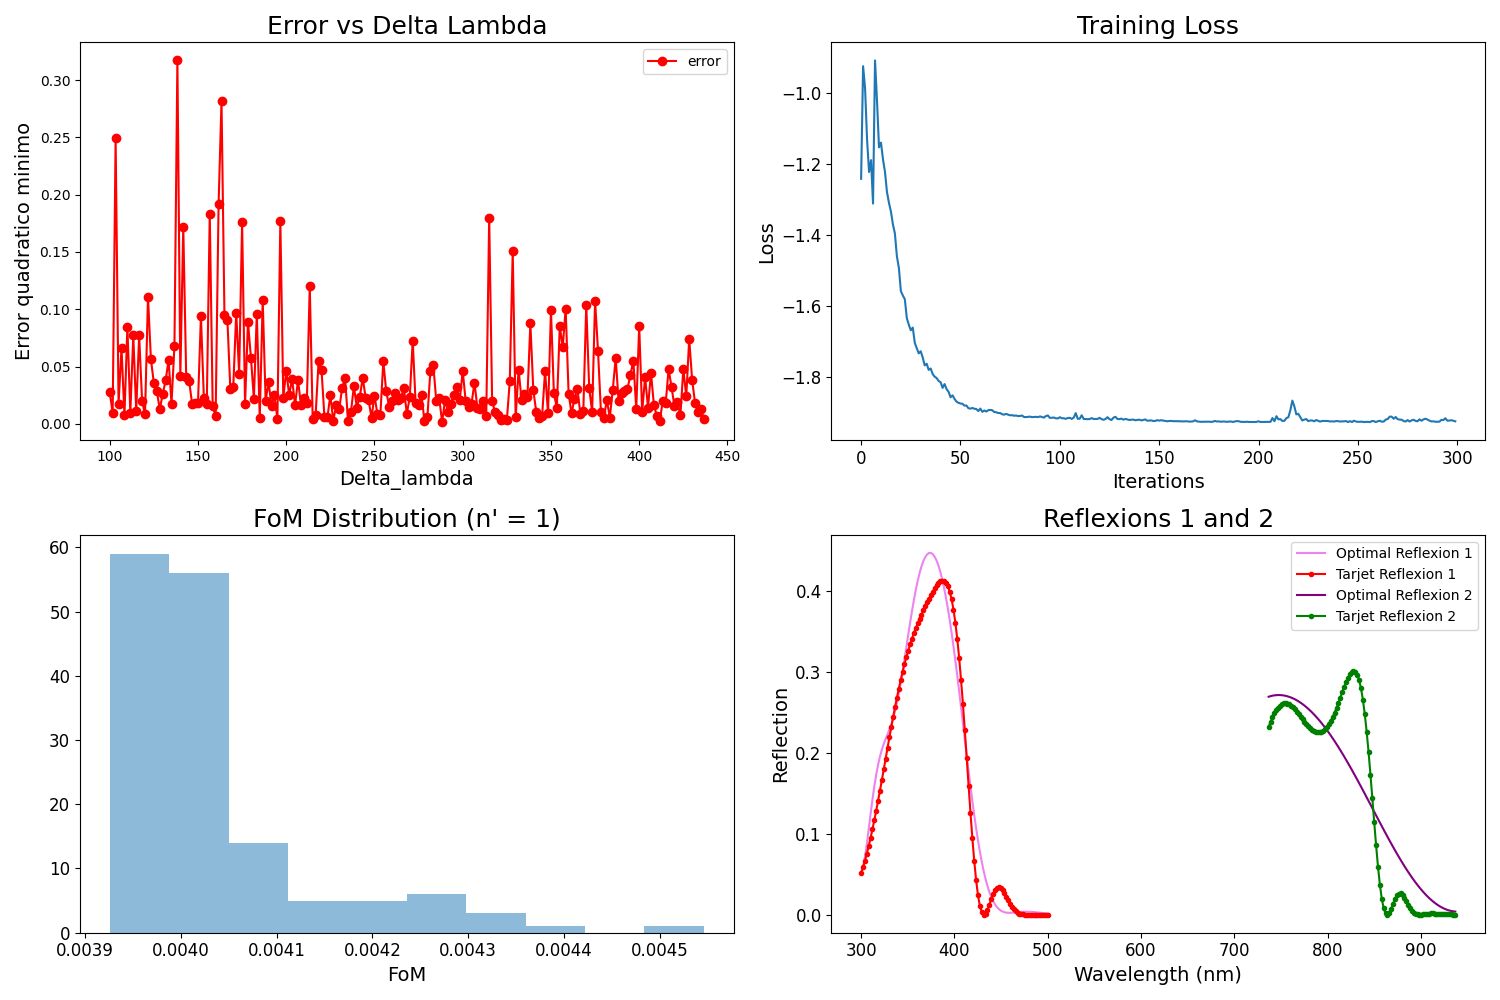 Error vs Delta Lambda
error
Error quadratico minimo
0.30
0.25
0.20
0.15
0.10
0.05
0.00
100 150 200 250 300 350 400 450
Delta_lambda
Training Loss
Loss
−1.0
−1.2
−1.4
−1.6
−1.8
0 50 100 150 200 250 300
Iterations
FoM Distribution (n' = 1)
60
50
40
30
20
10
0
0.0039 0.0040 0.0041 0.0042 0.0043 0.0044 0.0045
FoM
Reflexions 1 and 2
Optimal Reflexion 1
Tarjet Reflexion 1
Optimal Reflexion 2
Tarjet Reflexion 2
Reflection
0.4
0.3
0.2
0.1
0.0
300 400 500 600 700 800 900
Wavelength (nm)